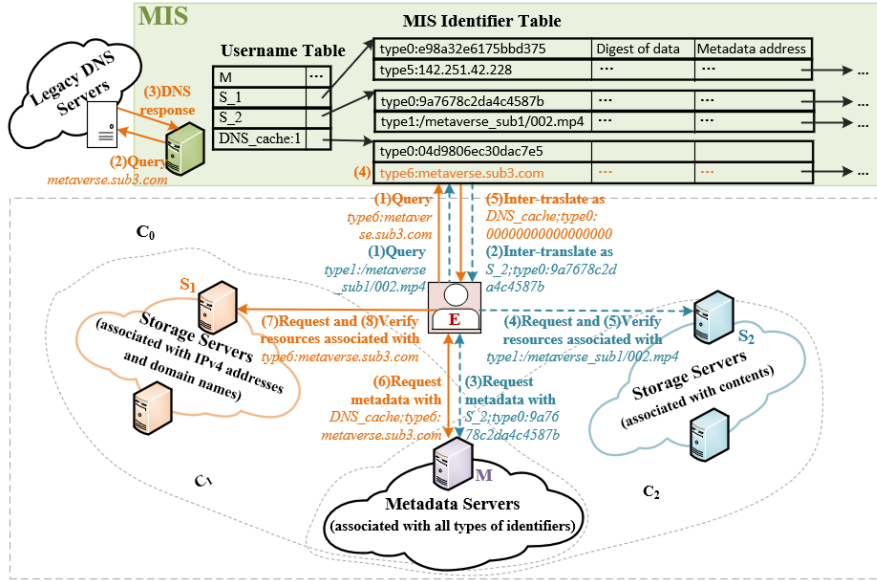 MIS
MIS Identifier Table
Username Table
M ...
S_1
S_2
DNS_cache:1
type0:e98a32e6175bbd375 Digest of data Metadata address
type5:142.251.42.228 ... ... ...
type0:9a7678c2da4c4587b ... ... ...
type1:/metaverse_sub1/002.mp4 ... ... ...
type0:04d9806ec30dac7e5
(4) type6:metaverse.sub3.com ... ... ...
Legacy DNS
Servers
(3)DNS
response
(2)Query
metaverse.sub3.com
(1)Query
type6:metaver
se.sub3.com
(1)Query
type1:/metaverse
_sub1/002.mp4
(5)Inter-traslate as
DNS_cache;type0:
00000000000000000
(2)Inter-translate as
S_2;type0:9a7678c2d
a4c4587b
C0
S1
E
S2
Storage Servers
(associated with IPv4 addresses
and domain names)
(7)Request and (8)Verify
resources associated with
type6:metaverse.sub3.com
(4)Request and (5)Verify
resources associated with
type1:/metaverse_sub1/002.mp4
Storage Servers
(associated with contents)
(6)Request
metadata with
DNS_cache;type6:
metaverse.sub3.com
(3)Request
metadata with
S_2;type0:9a76
78c2da4c4587b
C1
M
C2
Metadata Servers
(associated with all types of identifiers)